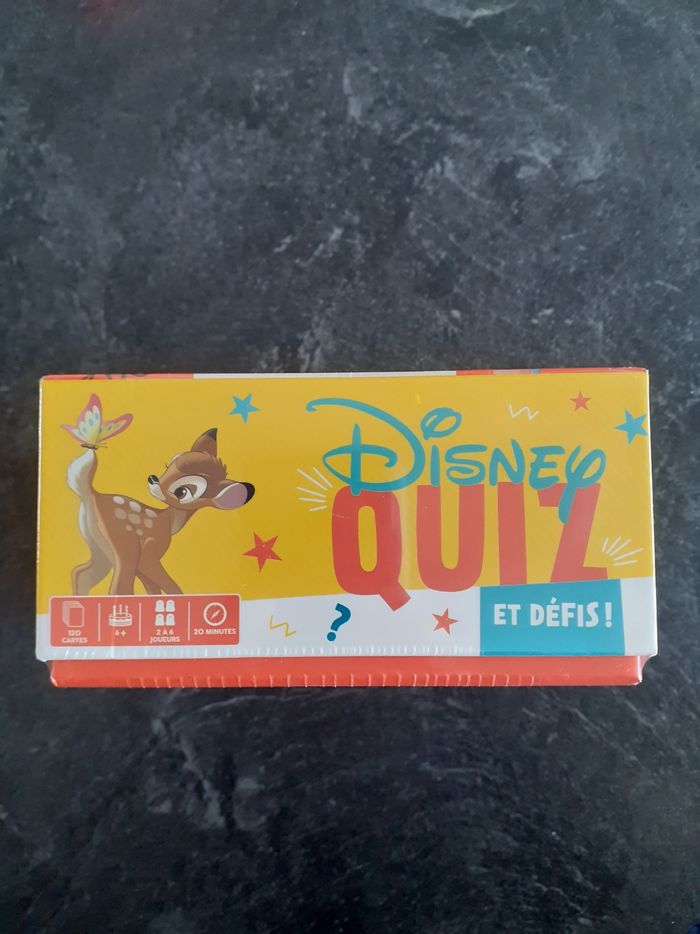 DISNEY
QUIZ
ET DÉFIS !
120
CARTES
6+
2 À 6
JOUEURS
20 MINUTES
?